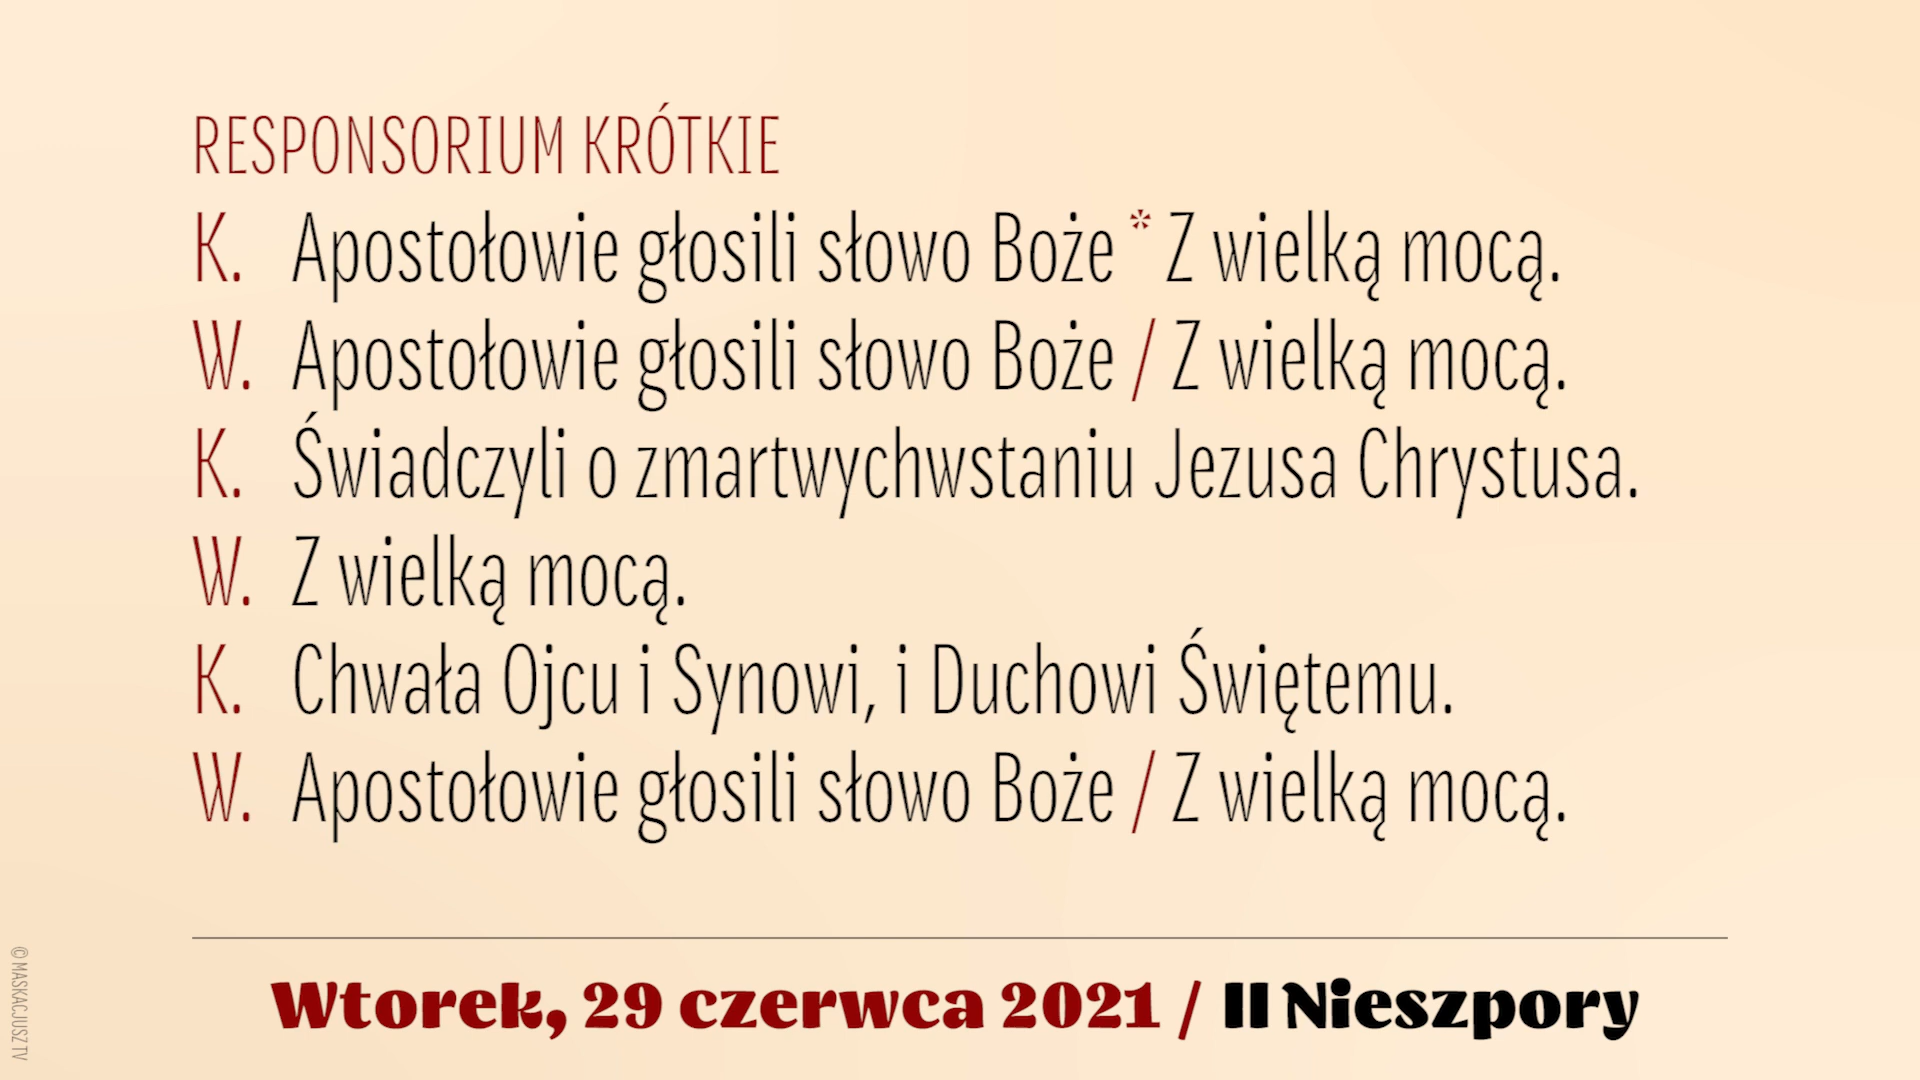 RESPONSORIUM KRÓTKIE
K. Apostołowie głosili słowo Boże * Z wielką mocą.
W. Apostołowie głosili słowo Boże / Z wielką mocą.
K. Świadczyli o zmartwychwstaniu Jezusa Chrystusa.
W. Z wielką mocą.
K. Chwała Ojcu i Synowi, i Duchowi Świętemu.
W. Apostołowie głosili słowo Boże / Z wielką mocą.
Wtorek, 29 czerwca 2021 / II Nieszpory
© MASKACJUSZ TV